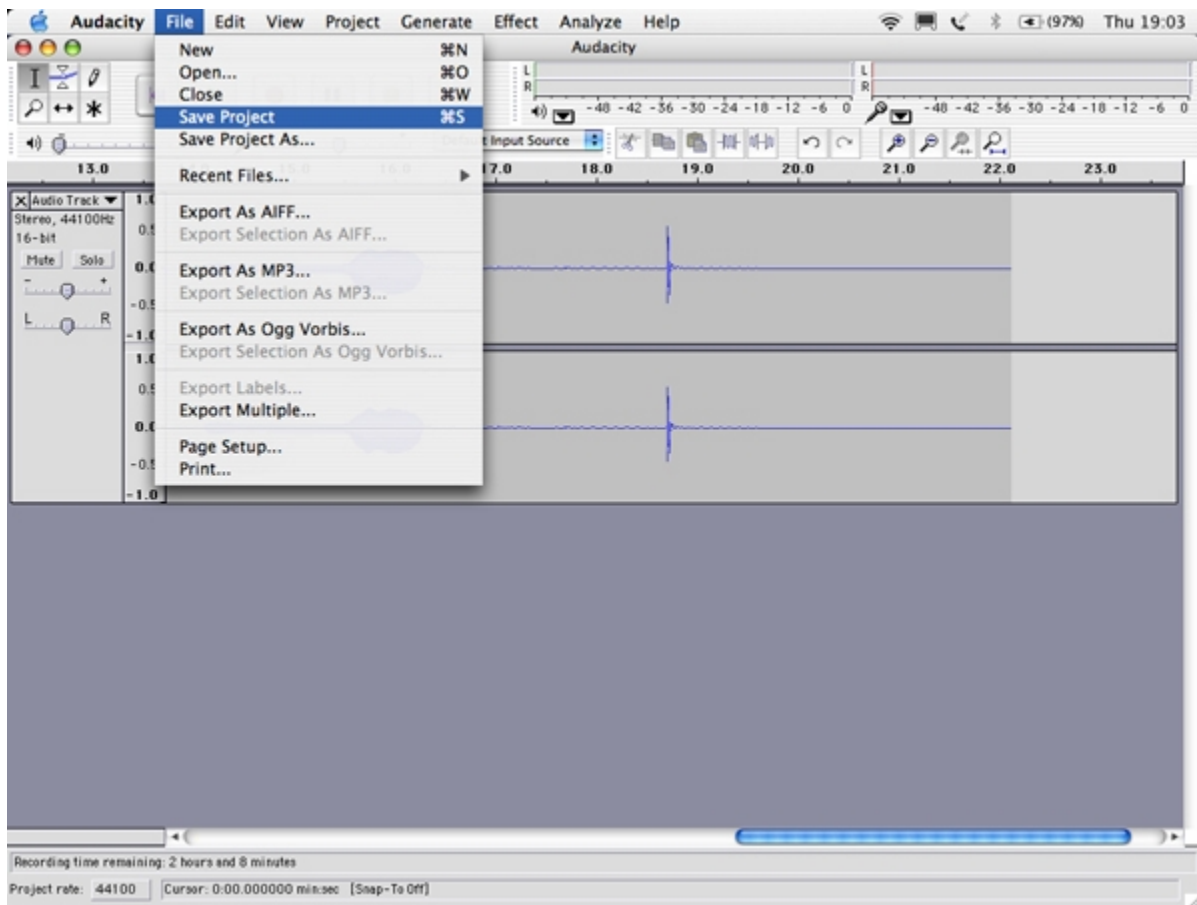 Audacity File Edit View Project Generate Effect Analyze Help (97%) Thu 19:03
Audacity
New ⌘N
Open... ⌘O
Close ⌘W
Save Project ⌘S
Save Project As...
Recent Files...
Export As AIFF...
Export Selection As AIFF...
Export As MP3...
Export Selection As MP3...
Export As Ogg Vorbis...
Export Selection As Ogg Vorbis...
Export Labels...
Export Multiple...
Page Setup...
Print...
L
R
-48 -42 -36 -30 -24 -18 -12 -6 0
L
R
-48 -42 -36 -30 -24 -18 -12 -6 0
Input Source
13.0 16.0 17.0 18.0 19.0 20.0 21.0 22.0 23.0
Audio Track
Stereo, 44100Hz
16-bit
Mute Solo
- +
L R
1.0
0.5
0.0
-0.5
-1.0
1.0
0.5
0.0
-0.5
-1.0
Recording time remaining: 2 hours and 8 minutes
Project rate: 44100 Cursor: 0:00.000000 min:sec [Snap-To Off]